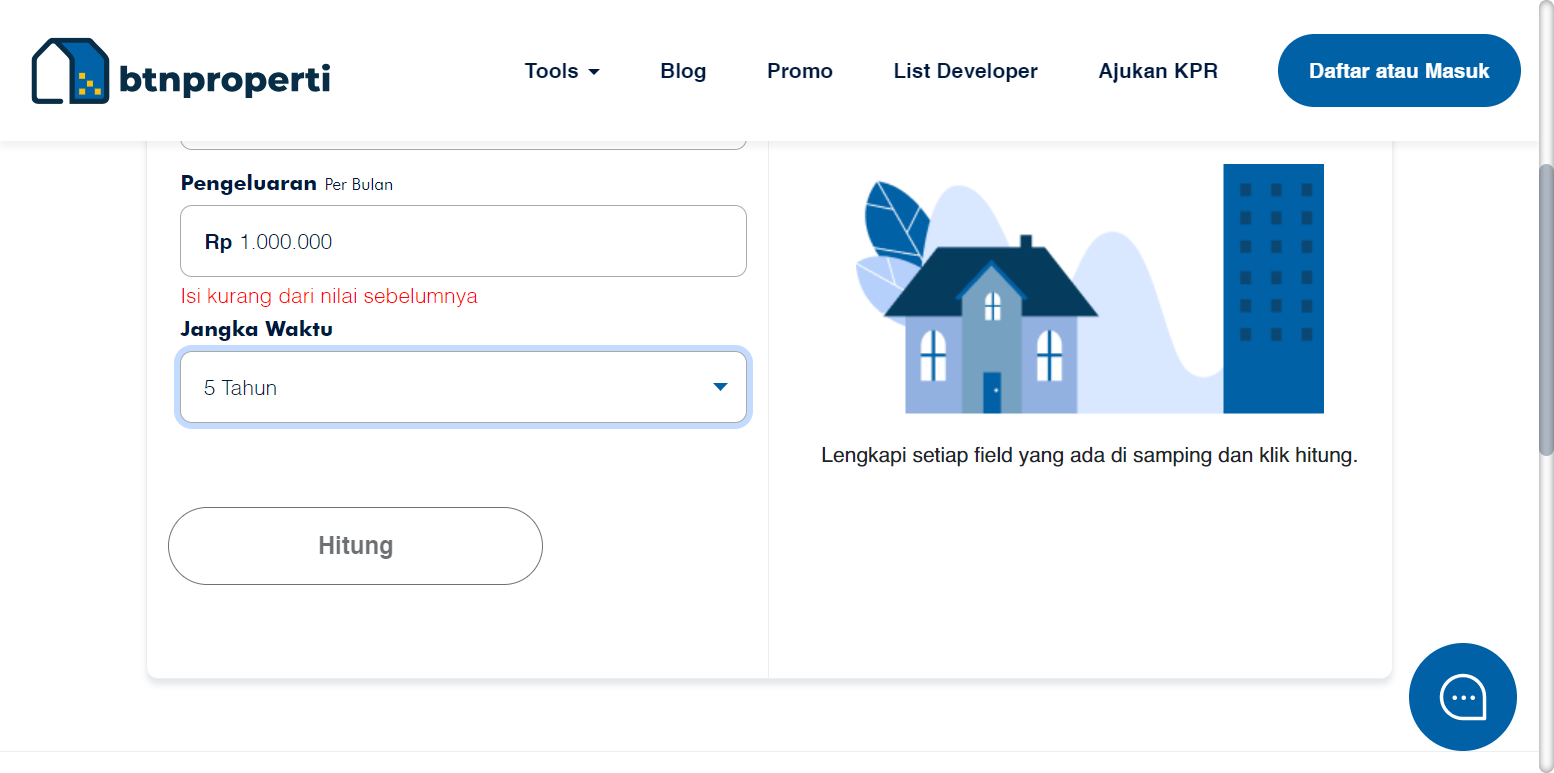 btnproperti
Tools
Blog
Promo
List Developer
Ajukan KPR
Daftar atau Masuk
Pengeluaran Per Bulan
Rp 1.000.000
Isi kurang dari nilai sebelumnya
Jangka Waktu
5 Tahun
Hitung
Lengkapi setiap field yang ada di samping dan klik hitung.